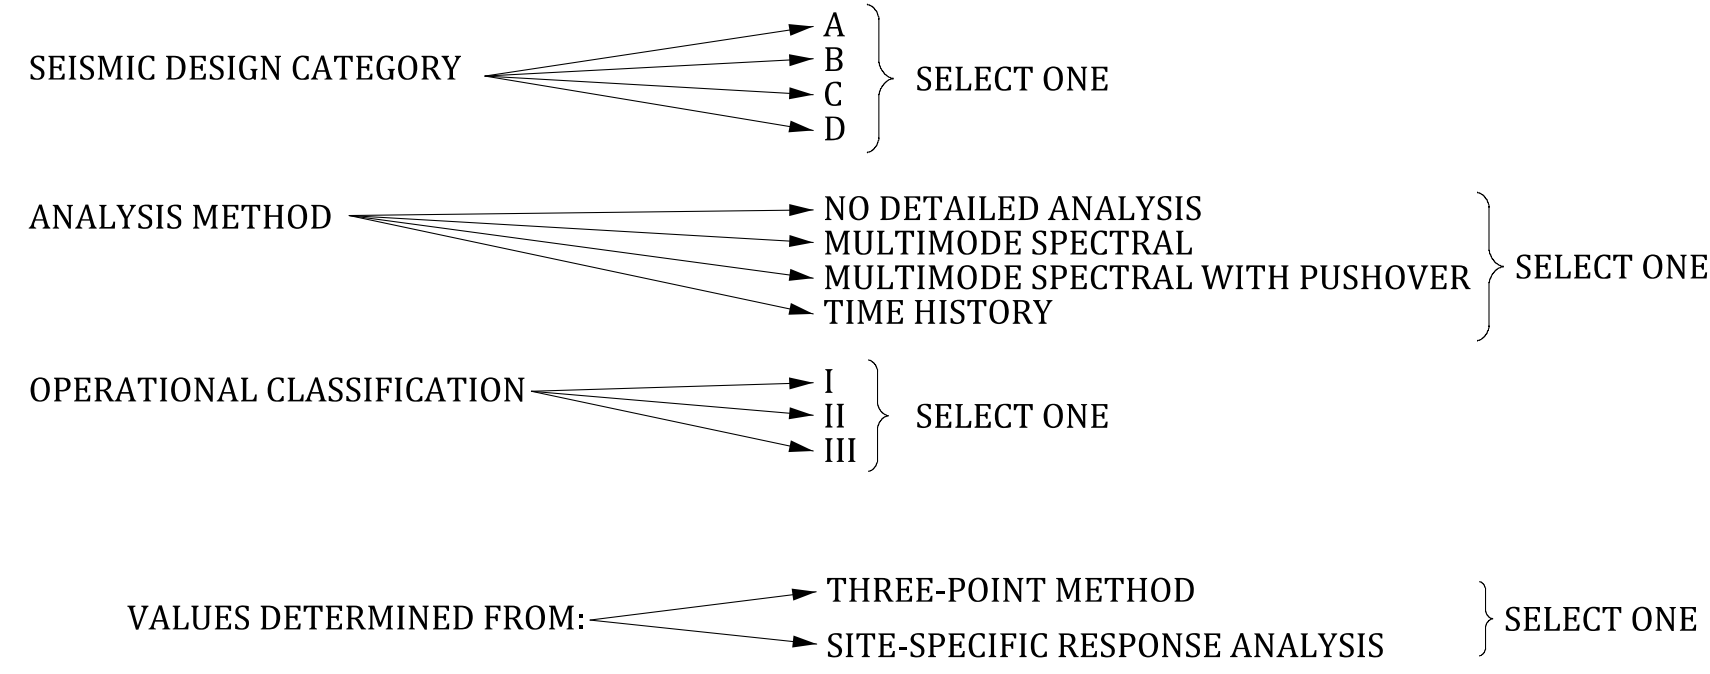 SEISMIC DESIGN CATEGORY
A
B
C
D
SELECT ONE
ANALYSIS METHOD
NO DETAILED ANALYSIS
MULTIMODE SPECTRAL
MULTIMODE SPECTRAL WITH PUSHOVER
TIME HISTORY
SELECT ONE
OPERATIONAL CLASSIFICATION
I
II
III
SELECT ONE
VALUES DETERMINED FROM:
THREE-POINT METHOD
SITE-SPECIFIC RESPONSE ANALYSIS
SELECT ONE